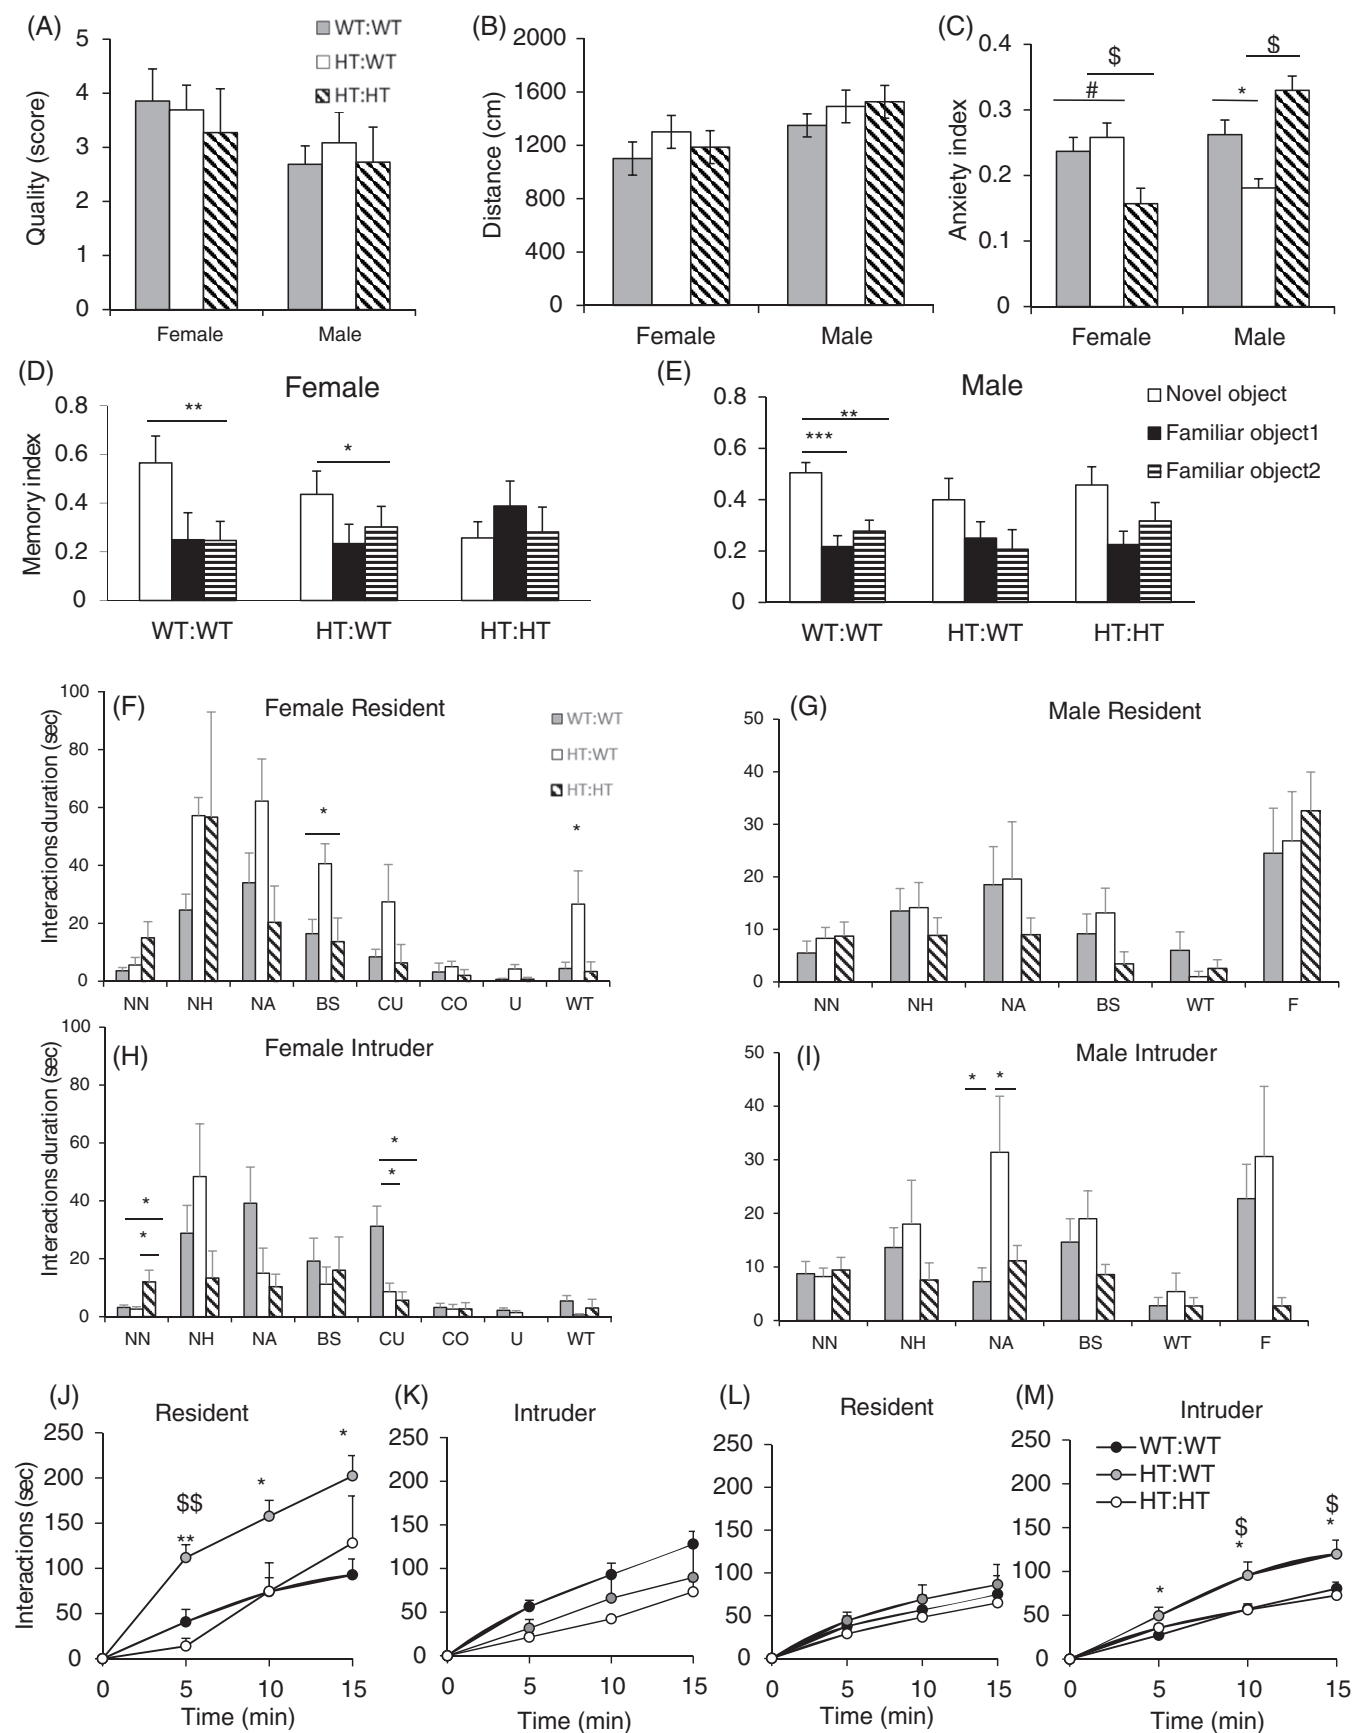 (A)
Quality (score)
5
4
3
2
1
0
Female
Male
WT:WT
HT:WT
HT:HT
(B)
Distance (cm)
2000
1600
1200
800
400
0
Female
Male
(C)
Anxiety index
0.4
0.3
0.2
0.1
0
$
#
$
*
Female
Male
(D)
Female
Memory index
0.8
0.6
0.4
0.2
0
**
*
WT:WT
HT:WT
HT:HT
(E)
Male
0.8
0.6
0.4
0.2
0
**
***
WT:WT
HT:WT
HT:HT
Novel object
Familiar object1
Familiar object2
(F)
Female Resident
Interactions duration (sec)
100
80
60
40
20
0
*
*
WT:WT
HT:WT
HT:HT
NN NH NA BS CU CO U WT
(G)
Male Resident
50
40
30
20
10
0
NN NH NA BS WT F
(H)
Female Intruder
Interactions duration (sec)
100
80
60
40
20
0
*
*
*
*
NN NH NA BS CU CO U WT
(I)
Male Intruder
50
40
30
20
10
0
* *
NN NH NA BS WT F
(J)
Resident
Interactions (sec)
250
200
150
100
50
0
$$
**
*
*
0 5 10 15
Time (min)
(K)
Intruder
250
200
150
100
50
0
0 5 10 15
Time (min)
(L)
Resident
250
200
150
100
50
0
0 5 10 15
Time (min)
(M)
Intruder
250
200
150
100
50
0
WT:WT
HT:WT
HT:HT
*
$
*
$
*
0 5 10 15
Time (min)